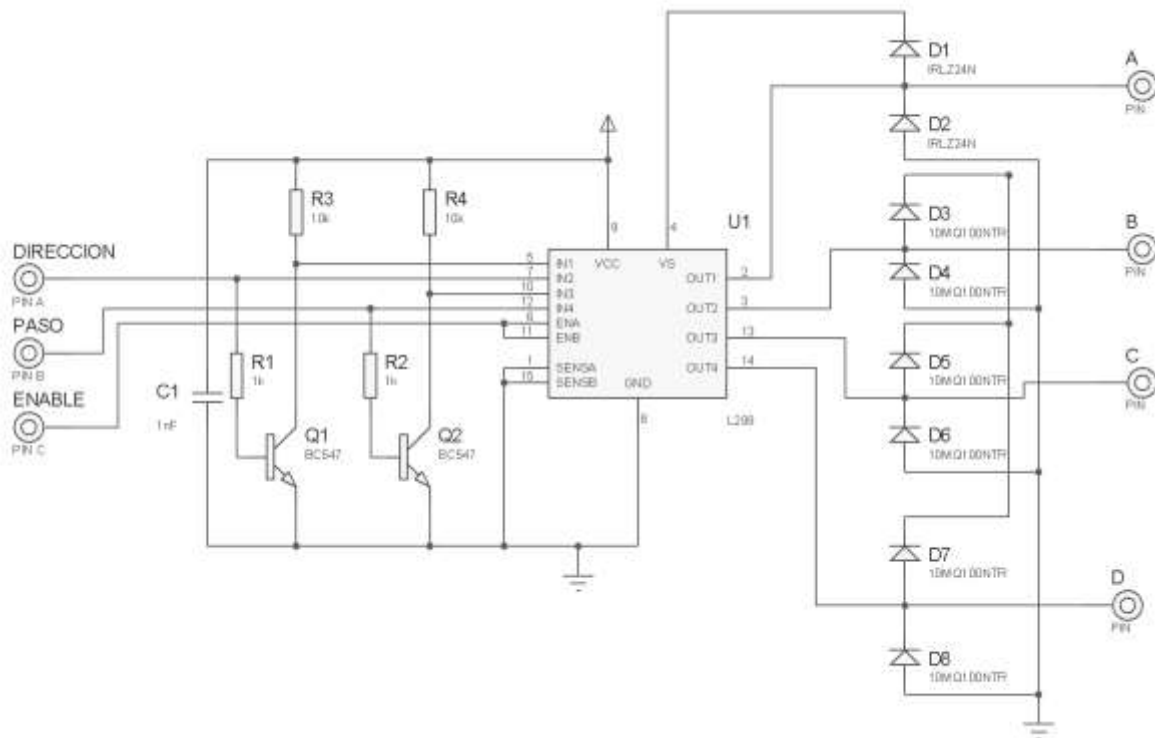 D1
IRLZ24N
A
PIN
D2
IRLZ24N
R3
10k
R4
10k
U1
9
4
D3
10MQ100NTR
B
PIN
D4
10MQ100NTR
DIRECCION
PIN A
5
7
10
12
6
11
1
15
IN1
IN2
IN3
IN4
ENA
ENB
SENSA
SENSB
VCC
VS
GND
OUT1
OUT2
OUT3
OUT4
2
3
13
14
8
L298
PASO
PIN B
ENABLE
PIN C
C1
1nF
R1
1k
R2
1k
Q1
BC547
Q2
BC547
D5
10MQ100NTR
C
PIN
D6
10MQ100NTR
D7
10MQ100NTR
D
PIN
D8
10MQ100NTR